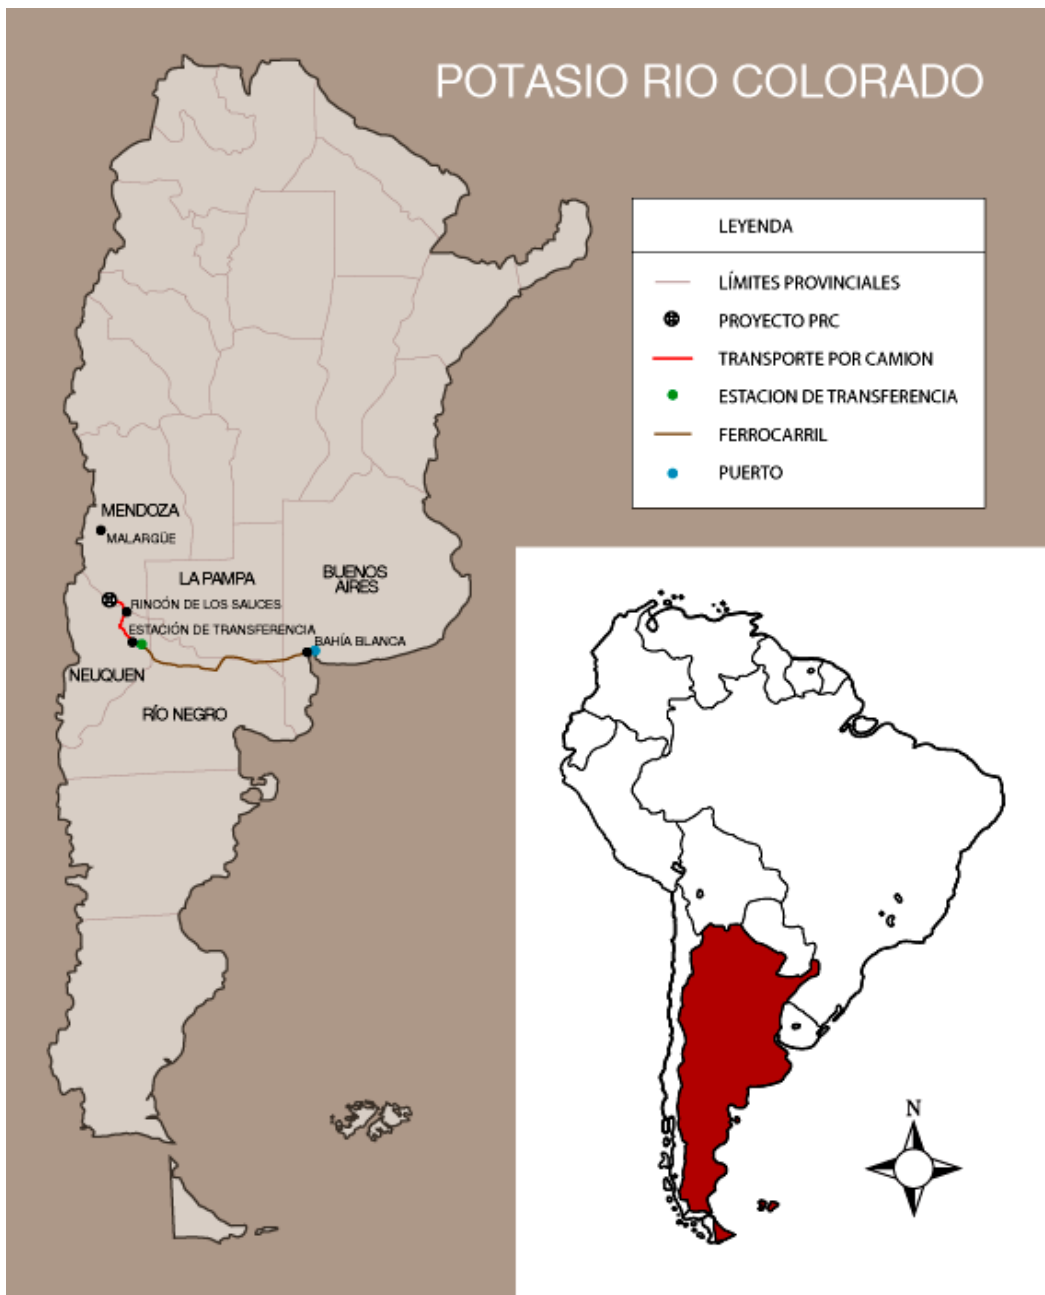 POTASIO RIO COLORADO
LEYENDA
LÍMITES PROVINCIALES
PROYECTO PRC
TRANSPORTE POR CAMION
ESTACION DE TRANSFERENCIA
FERROCARRIL
PUERTO
MENDOZA
MALARGÜE
LA PAMPA
BUENOS
AIRES
RINCÓN DE LOS SAUCES
ESTACIÓN DE TRANSFERENCIA
BAHÍA BLANCA
NEUQUEN
RÍO NEGRO
N